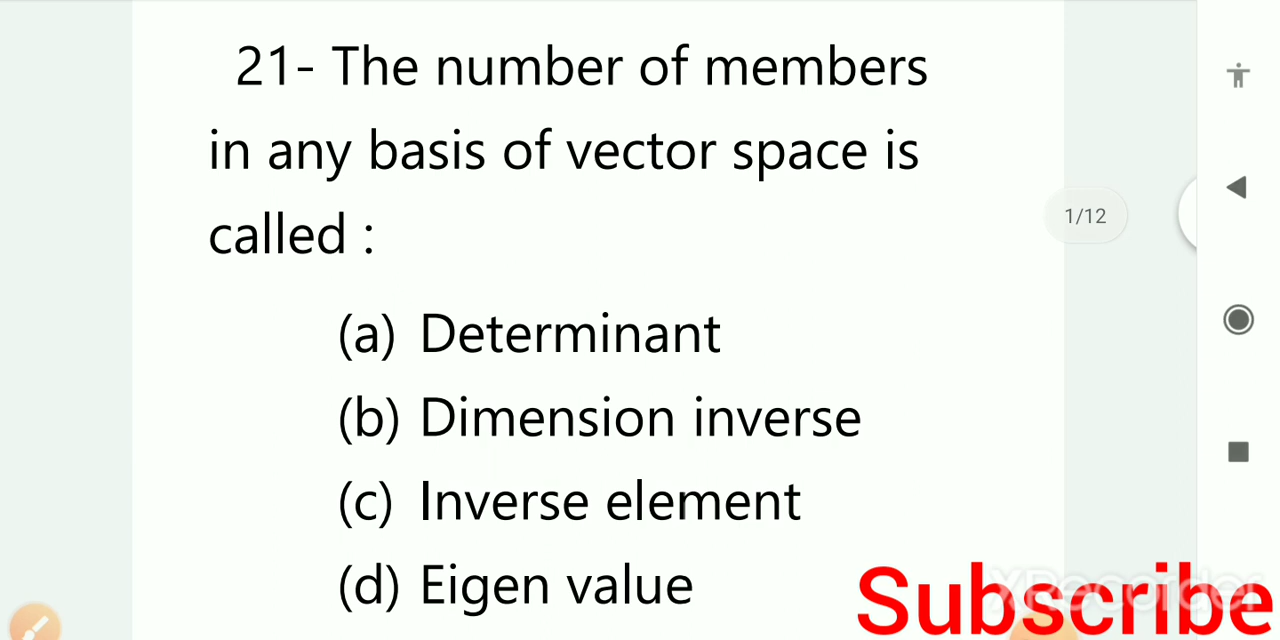 21- The number of members
in any basis of vector space is
called :
1/12
(a) Determinant
(b) Dimension inverse
(c) Inverse element
(d) Eigen value
Subscribe
XRecorder